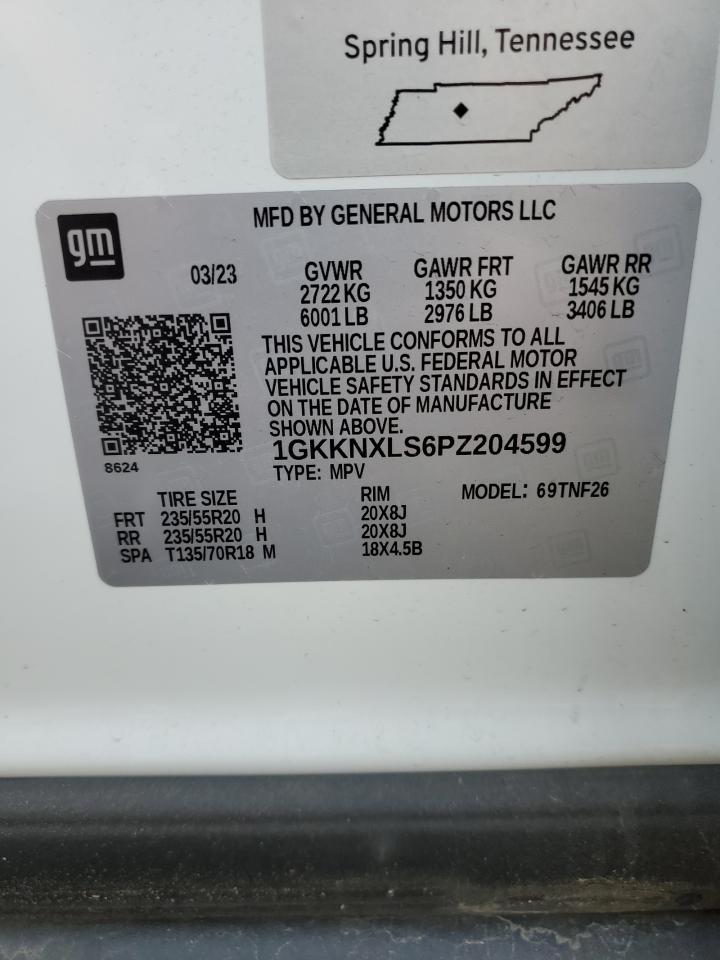 Spring Hill, Tennessee
gm
MFD BY GENERAL MOTORS LLC
03/23 GVWR GAWR FRT GAWR RR
2722 KG 1350 KG 1545 KG
6001 LB 2976 LB 3406 LB
THIS VEHICLE CONFORMS TO ALL
APPLICABLE U.S. FEDERAL MOTOR
VEHICLE SAFETY STANDARDS IN EFFECT
ON THE DATE OF MANUFACTURE
SHOWN ABOVE.
1GKKNXLS6PZ204599
8624
TYPE: MPV
TIRE SIZE RIM MODEL: 69TNF26
FRT 235/55R20 H 20X8J
RR 235/55R20 H 20X8J
SPA T135/70R18 M 18X4.5B